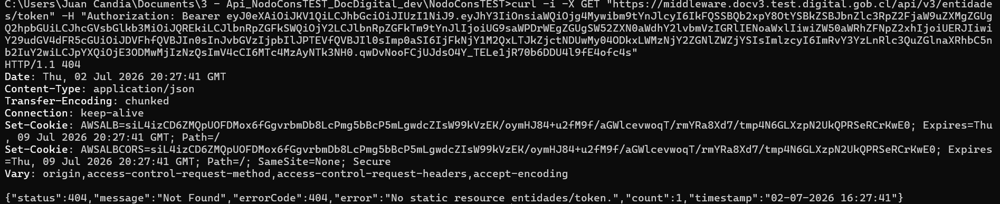 C:\Users\Juan Candia\Documents\3 - Api_NodoConsTEST_DocDigital_dev\NodoConsTEST>curl -i -X GET "https://middleware.docv3.test.digital.gob.cl/api/v3/entidade
s/token" -H "Authorization: Bearer eyJ0eXAiOiJKV1QiLCJhbGciOiJIUzI1NiJ9.eyJhY3IiOnsiaWQiOjg4Mywibm9tYnJlcyI6IkFQSSBQb2xpY8OtYSBkZSBJbnZlc3RpZ2FjaW9uZXMgZGUg
Q2hpbGUiLCJhcGVsbGlkb3MiOiJQREkiLCJlbnRpZGFkSWQiOjY2LCJlbnRpZGFkTm9tYnJlIjoiUG9saWPDrWEgZGUgSW52ZXN0aWdhY2lvbmVzIGRlIENoaWxlIiwiZW50aWRhZFNpZ2xhIjoiUERJIiwi
Y29udGV4dFR5cGUiOiJDVFhfQVBJIn0sInJvbGVzIjpbIlJPTEVfQVBJIl0sImp0aSI6IjFkNjY1M2QxLTJkZjctNDUwMy04ODkxLWMzNjY2ZGNlZWZjYSIsImlzcyI6ImRvY3YzLnRlc3QuZGlnaXRhbC5n
b2IuY2wiLCJpYXQiOjE3ODMwMjIzNzQsImV4cCI6MTc4MzAyNTk3NH0.qwDvNooFCjUJdsO4Y_TELe1jR70b6DDU4l9fE4ofc4s"
HTTP/1.1 404
Date: Thu, 02 Jul 2026 20:27:41 GMT
Content-Type: application/json
Transfer-Encoding: chunked
Connection: keep-alive
Set-Cookie: AWSALB=siL4izCD6ZMQpUOFDMox6fGgvrbmDb8LcPmg5bBcP5mLgwdcZIsW99kVzEK/oymHJ84+u2fM9f/aGWlcevwoqT/rmYRa8Xd7/tmp4N6GLXzpN2UkQPRSeRCrKwE0; Expires=Thu
, 09 Jul 2026 20:27:41 GMT; Path=/
Set-Cookie: AWSALBCORS=siL4izCD6ZMQpUOFDMox6fGgvrbmDb8LcPmg5bBcP5mLgwdcZIsW99kVzEK/oymHJ84+u2fM9f/aGWlcevwoqT/rmYRa8Xd7/tmp4N6GLXzpN2UkQPRSeRCrKwE0; Expires
=Thu, 09 Jul 2026 20:27:41 GMT; Path=/; SameSite=None; Secure
Vary: origin,access-control-request-method,access-control-request-headers,accept-encoding
{"status":404,"message":"Not Found","errorCode":404,"error":"No static resource entidades/token.","count":1,"timestamp":"02-07-2026 16:27:41"}